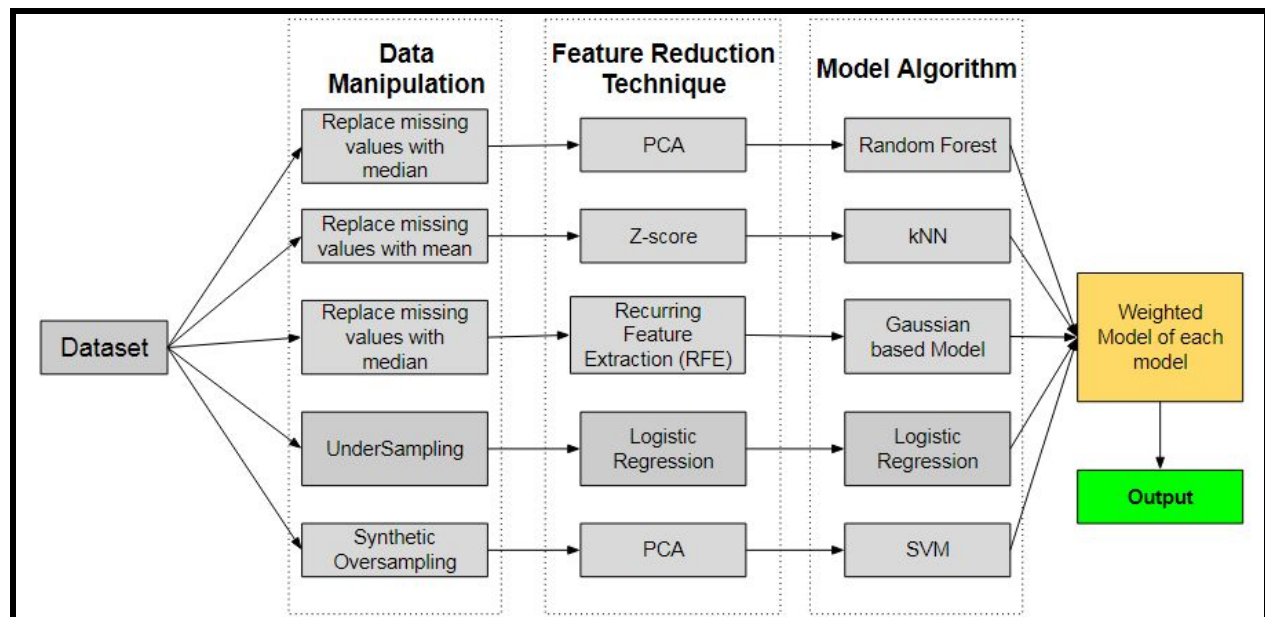 Data
Manipulation
Feature Reduction
Technique
Model Algorithm
Replace missing
values with
median
PCA
Random Forest
Replace missing
values with mean
Z-score
kNN
Dataset
Replace missing
values with
median
Recurring
Feature
Extraction (RFE)
Gaussian
based Model
Weighted
Model of each
model
UnderSampling
Logistic
Regression
Logistic
Regression
Output
Synthetic
Oversampling
PCA
SVM